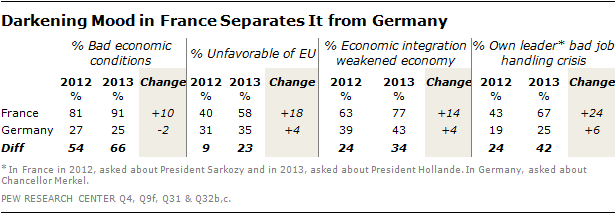 Darkening Mood in France Separates It from Germany
% Bad economic conditions % Unfavorable of EU % Economic integration weakened economy % Own leader* bad job handling crisis
2012 2013 Change 2012 2013 Change 2012 2013 Change 2012 2013 Change
% % % % % % % %
France 81 91 +10 40 58 +18 63 77 +14 43 67 +24
Germany 27 25 -2 31 35 +4 39 43 +4 19 25 +6
Diff 54 66 9 23 24 34 24 42
* In France in 2012, asked about President Sarkozy and in 2013, asked about President Hollande. In Germany, asked about
Chancellor Merkel.
PEW RESEARCH CENTER Q4, Q9f, Q31 & Q32b,c.